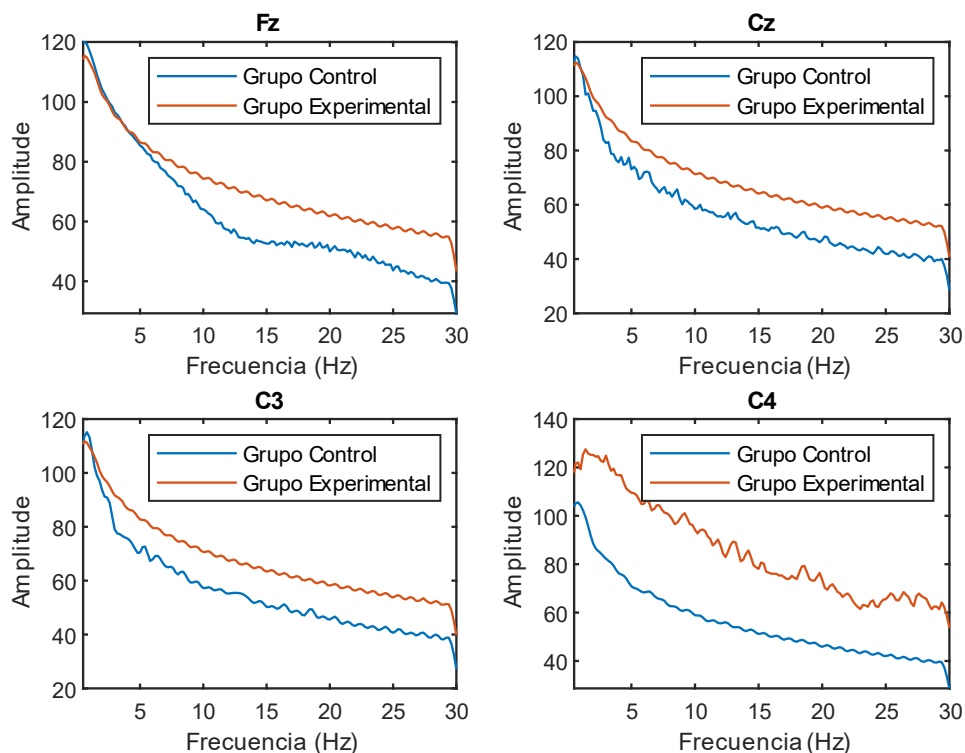 Fz
120
100
80
60
40
Amplitude
Grupo Control
Grupo Experimental
5 10 15 20 25 30
Frecuencia (Hz)
Cz
120
100
80
60
40
20
Amplitude
Grupo Control
Grupo Experimental
5 10 15 20 25 30
Frecuencia (Hz)
C3
120
100
80
60
40
20
Amplitude
Grupo Control
Grupo Experimental
5 10 15 20 25 30
Frecuencia (Hz)
C4
140
120
100
80
60
40
Amplitude
Grupo Control
Grupo Experimental
5 10 15 20 25 30
Frecuencia (Hz)